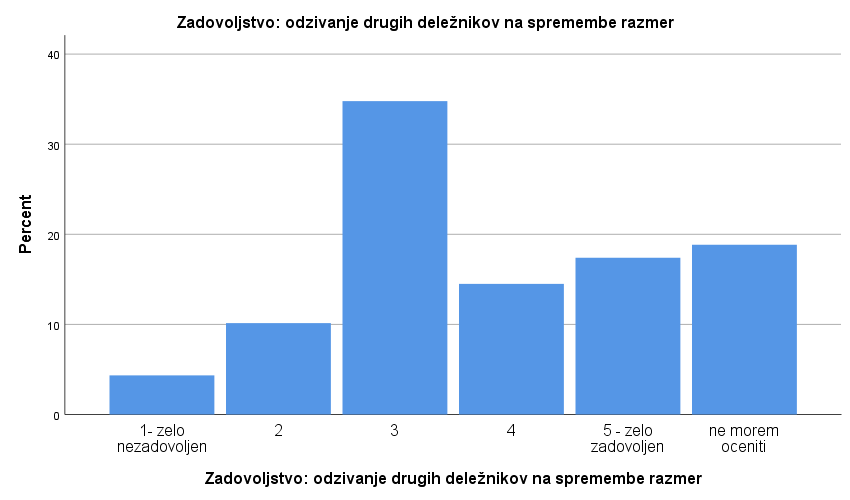 Zadovoljstvo: odzivanje drugih deležnikov na spremembe razmer
40
30
20
10
0
Percent
1- zelo
nezadovoljen
2
3
4
5 - zelo
zadovoljen
ne morem
oceniti
Zadovoljstvo: odzivanje drugih deležnikov na spremembe razmer